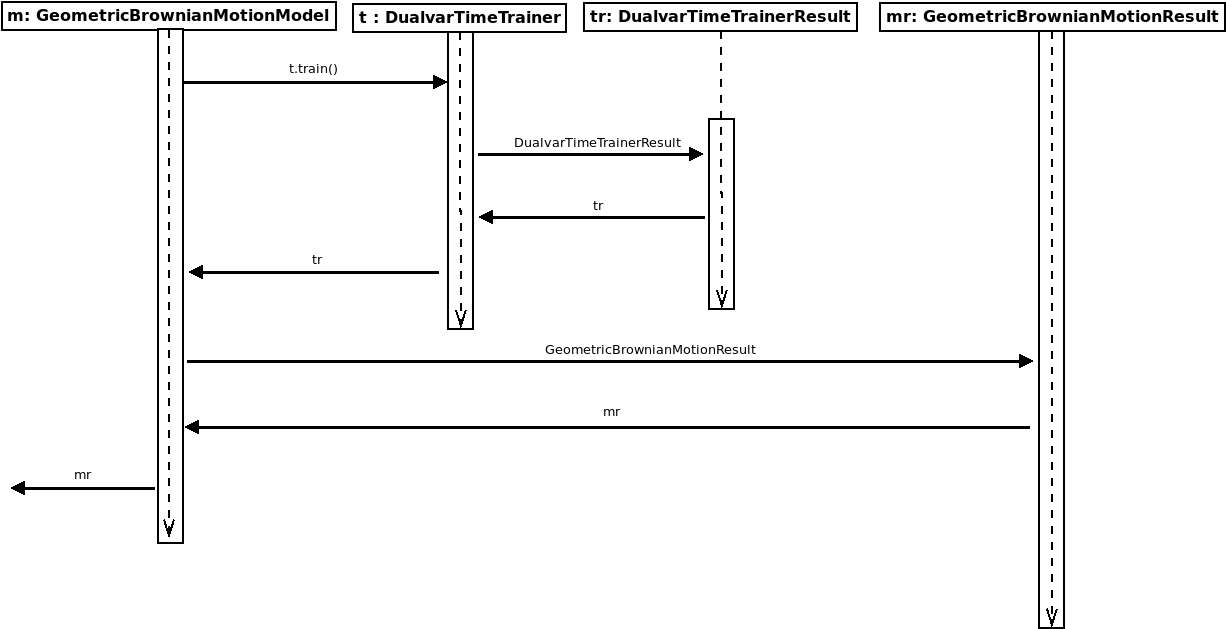 m: GeometricBrownianMotionModel
t : DualvarTimeTrainer
tr: DualvarTimeTrainerResult
mr: GeometricBrownianMotionResult
t.train()
DualvarTimeTrainerResult
tr
tr
GeometricBrownianMotionResult
mr
mr